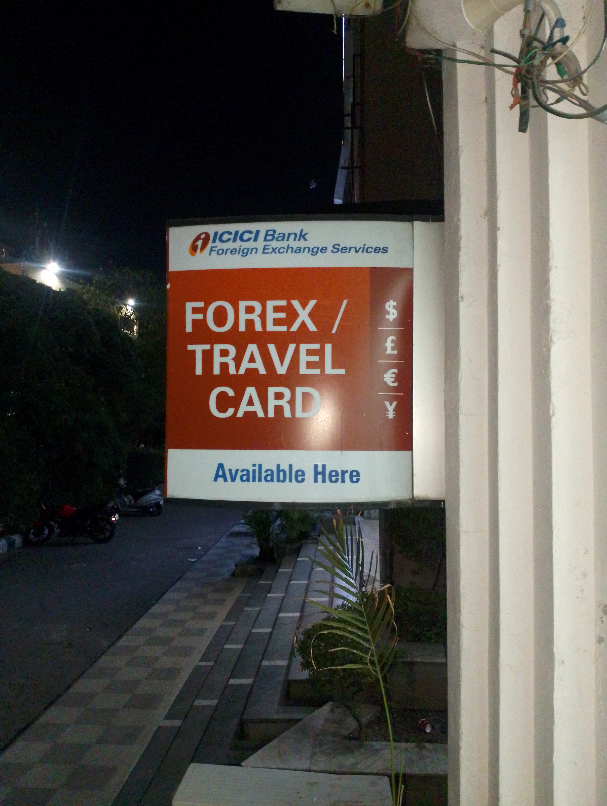 ICICI Bank
Foreign Exchange Services
FOREX /
TRAVEL
CARD
$
£
€
¥
Available Here